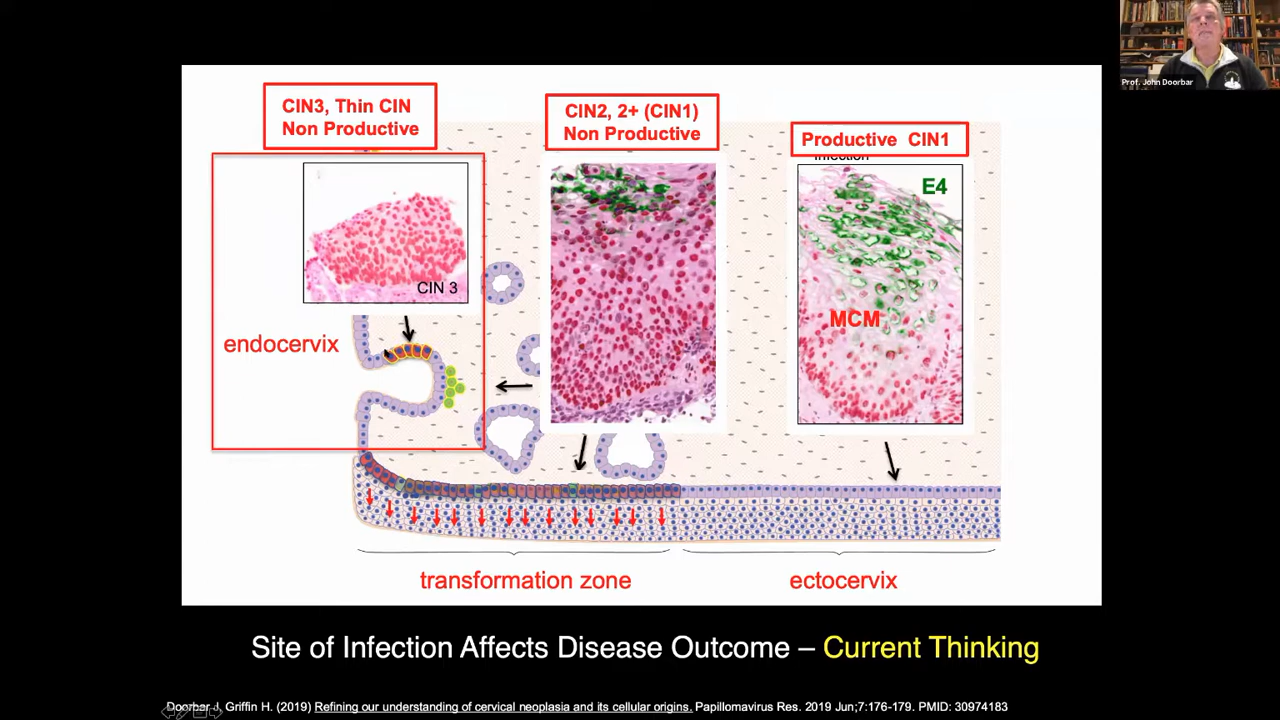 Prof. John Doorbar
CIN3, Thin CIN
Non Productive
CIN2, 2+ (CIN1)
Non Productive
Productive CIN1
Infection
E4
CIN 3
MCM
endocervix
transformation zone
ectocervix
Site of Infection Affects Disease Outcome – Current Thinking
Doorbar J, Griffin H. (2019) Refining our understanding of cervical neoplasia and its cellular origins. Papillomavirus Res. 2019 Jun;7:176-179. PMID: 30974183